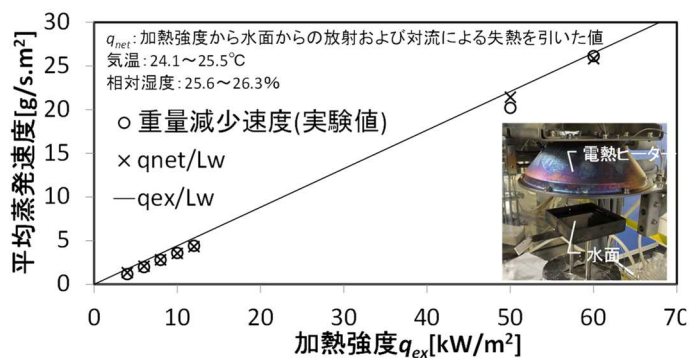 平均蒸発速度[g/s.m²]
30
25
20
15
10
5
0
qnet:加熱強度から水面からの放射および対流による失熱を引いた値
気温:24.1~25.5℃
相対湿度:25.6~26.3%
重量減少速度(実験値)
qnet/Lw
qex/Lw
電熱ヒーター
水面
0 10 20 30 40 50 60 70
加熱強度qex[kW/m²]